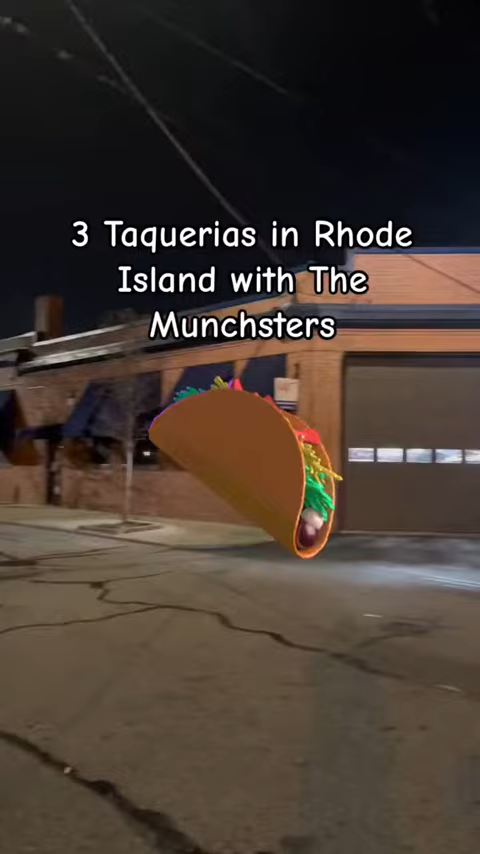 3 Taquerias in Rhode
Island with The
Munchsters